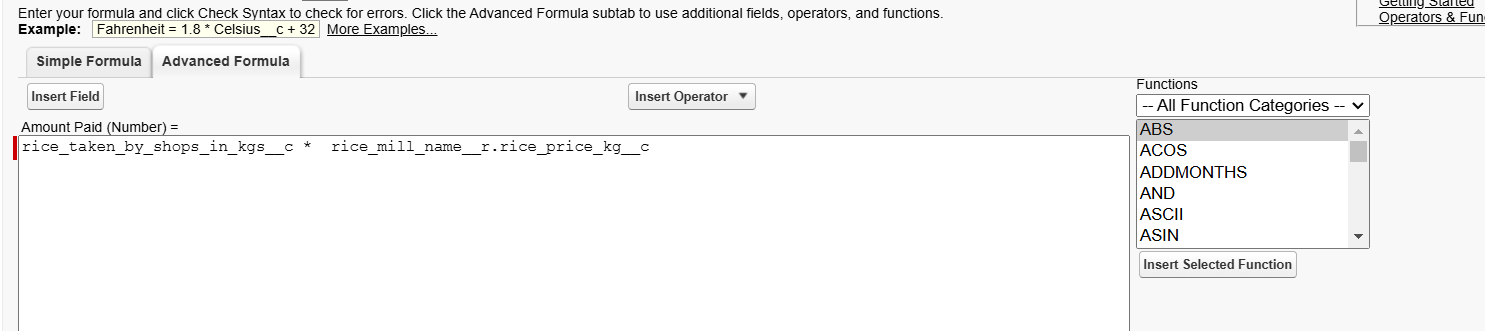 Getting Started
Enter your formula and click Check Syntax to check for errors. Click the Advanced Formula subtab to use additional fields, operators, and functions.
Operators & Fun
Example: Fahrenheit = 1.8 * Celsius__c + 32 More Examples...
Simple Formula Advanced Formula
Insert Field Insert Operator
Functions
-- All Function Categories --
Amount Paid (Number) =
rice_taken_by_shops_in_kgs__c * rice_mill_name__r.rice_price_kg__c
ABS
ACOS
ADDMONTHS
AND
ASCII
ASIN
Insert Selected Function